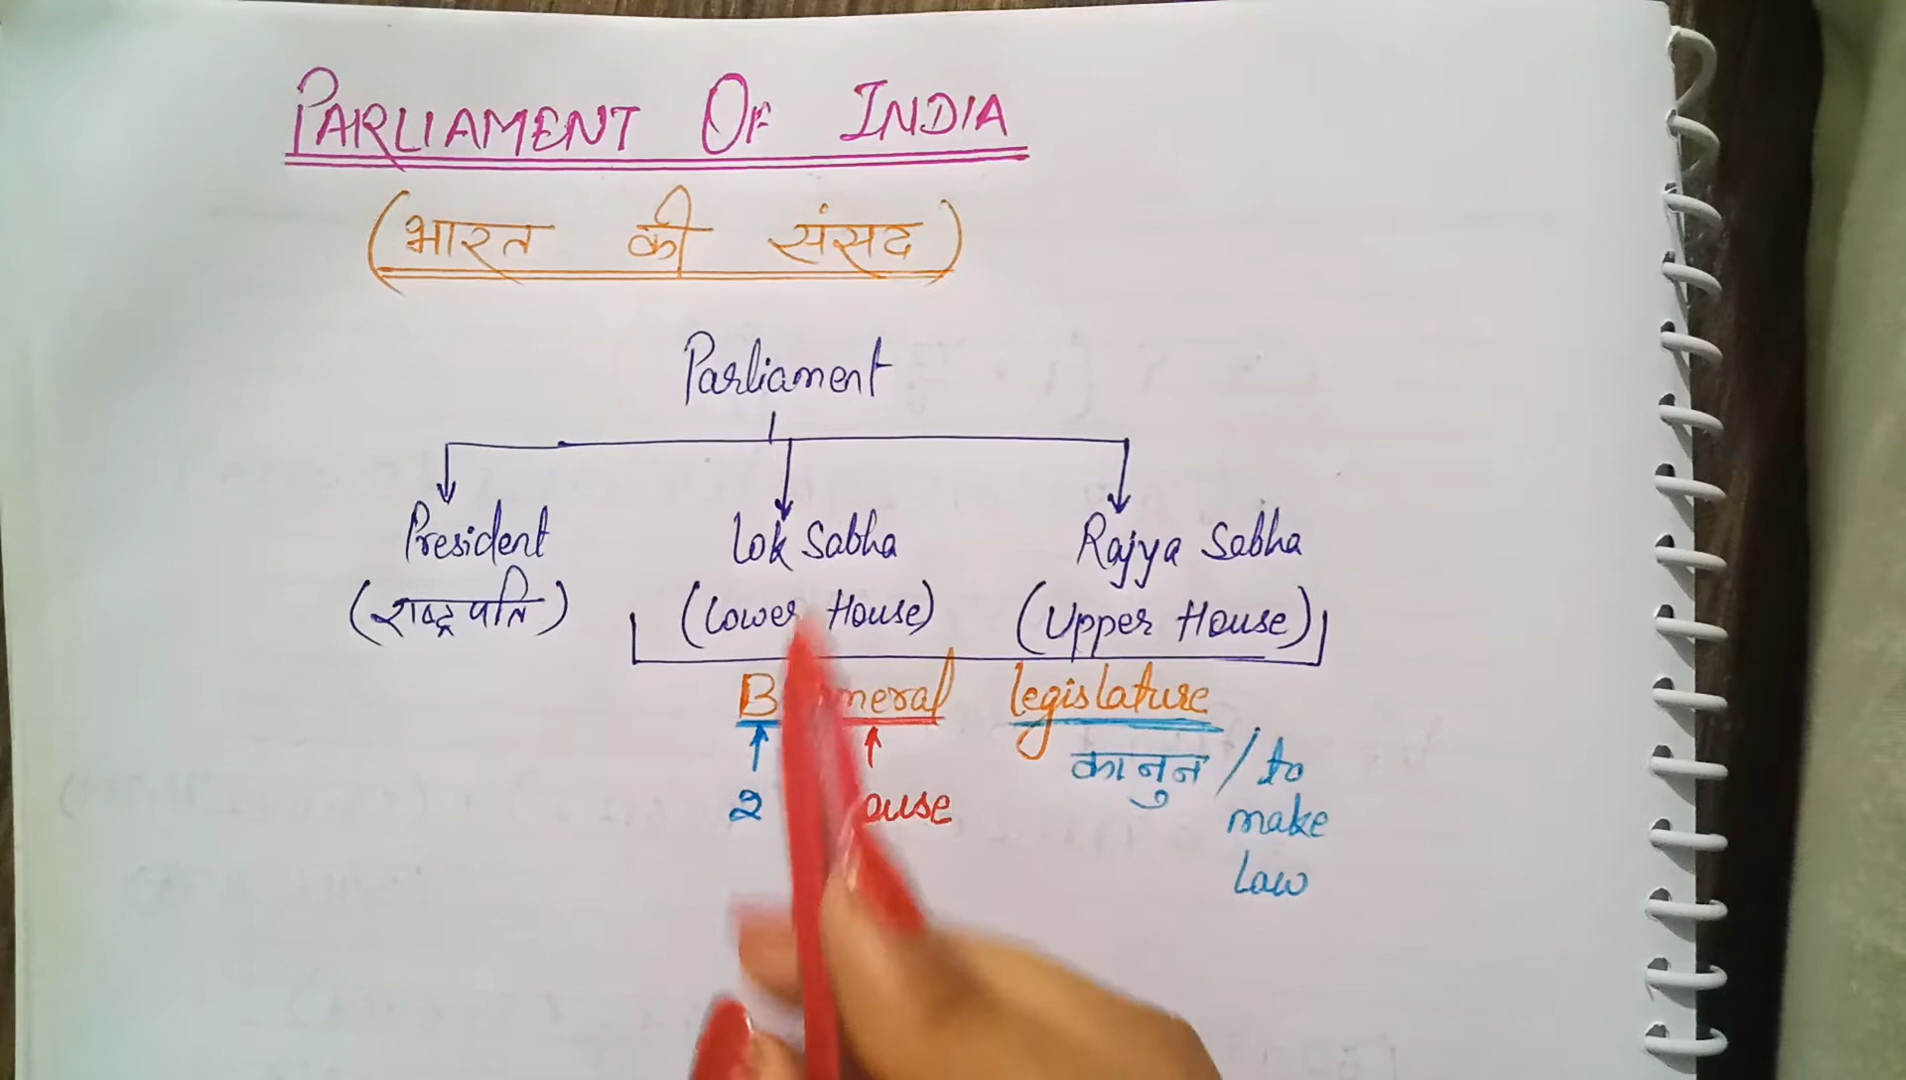 PARLIAMENT OF INDIA
(भारत की संसद)
Parliament
President Lok Sabha Rajya Sabha
(राष्ट्रपति) (Lower House) (Upper House)
legislature
2 कानुन / to
make
law